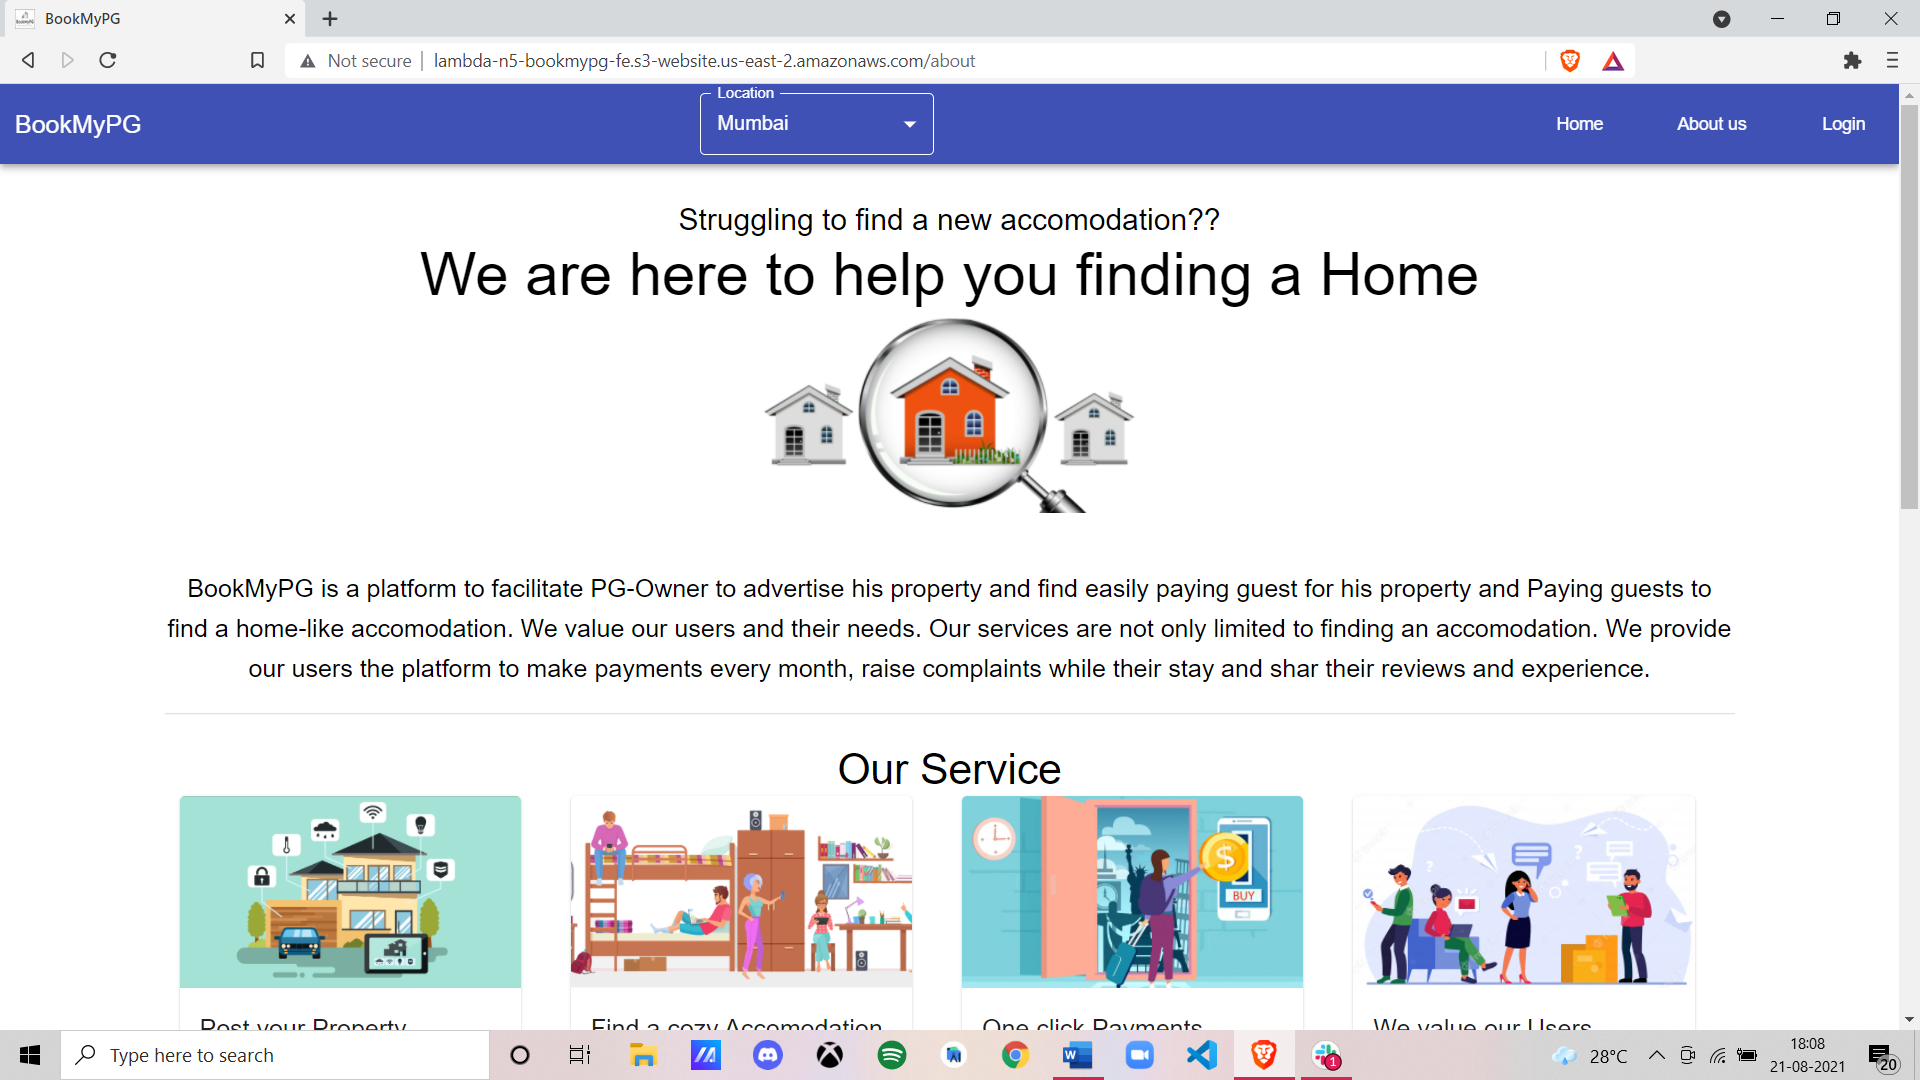 BookMyPG
Not secure
lambda-n5-bookmypg-fe.s3-website.us-east-2.amazonaws.com/about
BookMyPG
Location
Mumbai
Home
About us
Login
Struggling to find a new accomodation??
We are here to help you finding a Home
BookMyPG is a platform to facilitate PG-Owner to advertise his property and find easily paying guest for his property and Paying guests to
find a home-like accomodation. We value our users and their needs. Our services are not only limited to finding an accomodation. We provide
our users the platform to make payments every month, raise complaints while their stay and shar their reviews and experience.
Our Service
BUY
Post your Property
Find a cozy Accomodation
One click Payments
We value our Users
Type here to search
1
28°C
18:08
21-08-2021
20